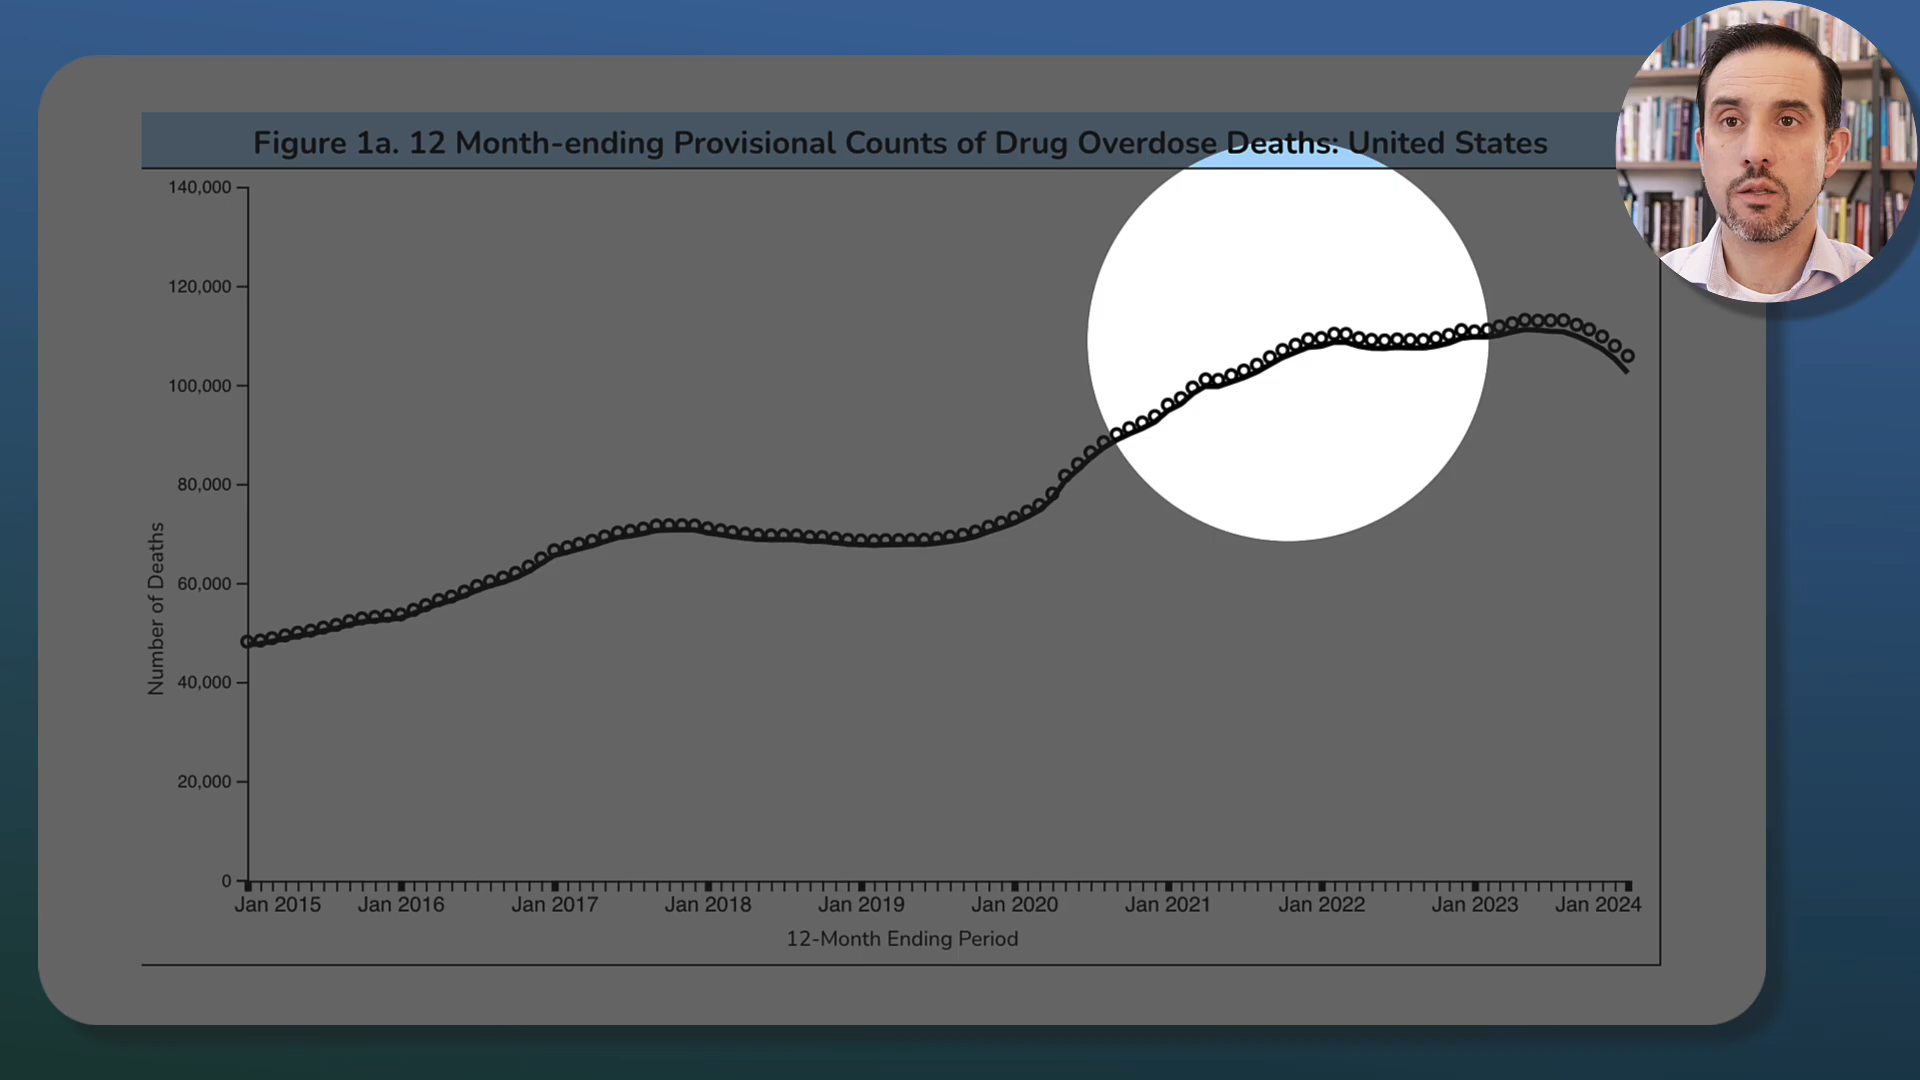 Figure 1a. 12 Month-ending Provisional Counts of Drug Overdose Deaths: United States
140,000
120,000
100,000
80,000
60,000
40,000
20,000
0
Number of Deaths
Jan 2015 Jan 2016 Jan 2017 Jan 2018 Jan 2019 Jan 2020 Jan 2021 Jan 2022 Jan 2023 Jan 2024
12-Month Ending Period